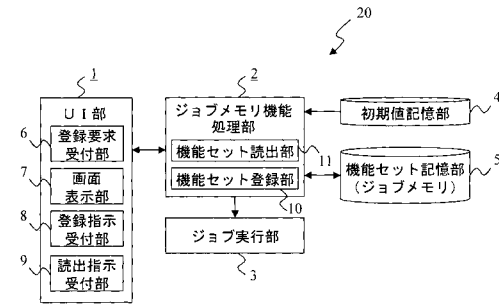 20
1
2
4
UI部
ジョブメモリ機能
処理部
初期値記憶部
6
登録要求
受付部
機能セット読出部
11
5
7
画面
表示部
機能セット登録部
10
機能セット記憶部
(ジョブメモリ)
8
登録指示
受付部
ジョブ実行部
3
9
読出指示
受付部